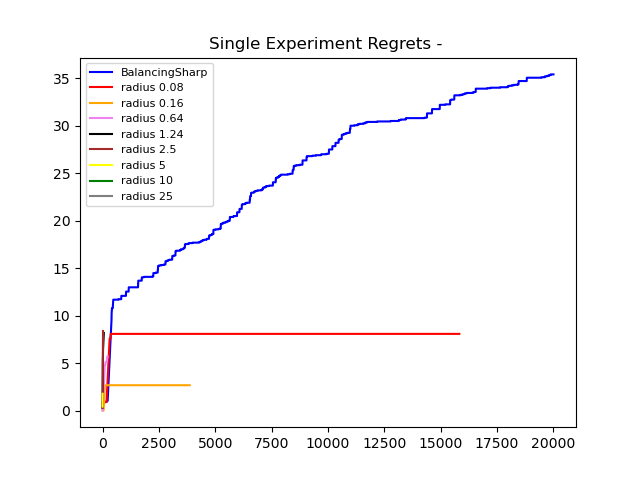 Single Experiment Regrets -
BalancingSharp
radius 0.08
radius 0.16
radius 0.64
radius 1.24
radius 2.5
radius 5
radius 10
radius 25
35
30
25
20
15
10
5
0
0 2500 5000 7500 10000 12500 15000 17500 20000